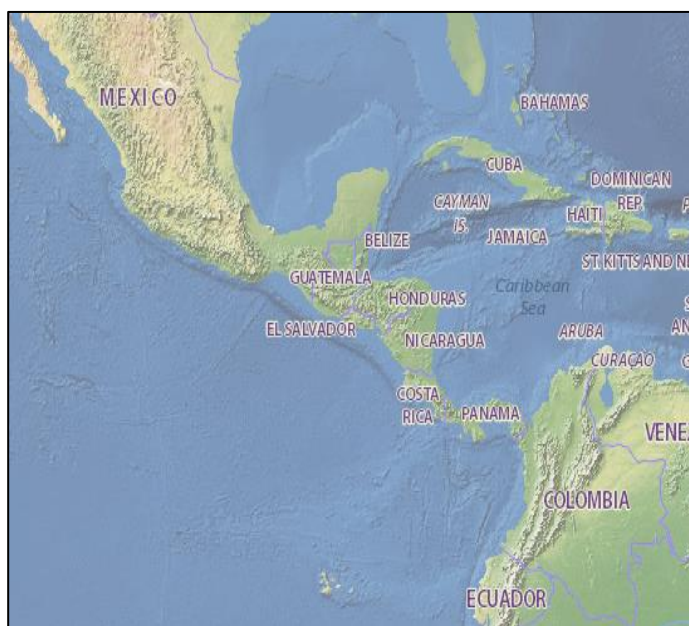 MEXICO
BAHAMAS
CUBA
DOMINICAN
REP.
CAYMAN
IS.
HAITI
JAMAICA
BELIZE
ST. KITTS AND NE
GUATEMALA
HONDURAS
Caribbean
Sea
EL SALVADOR
NICARAGUA
ARUBA
AN
CURAÇAO
COSTA
RICA
PANAMA
VENE
COLOMBIA
ECUADOR